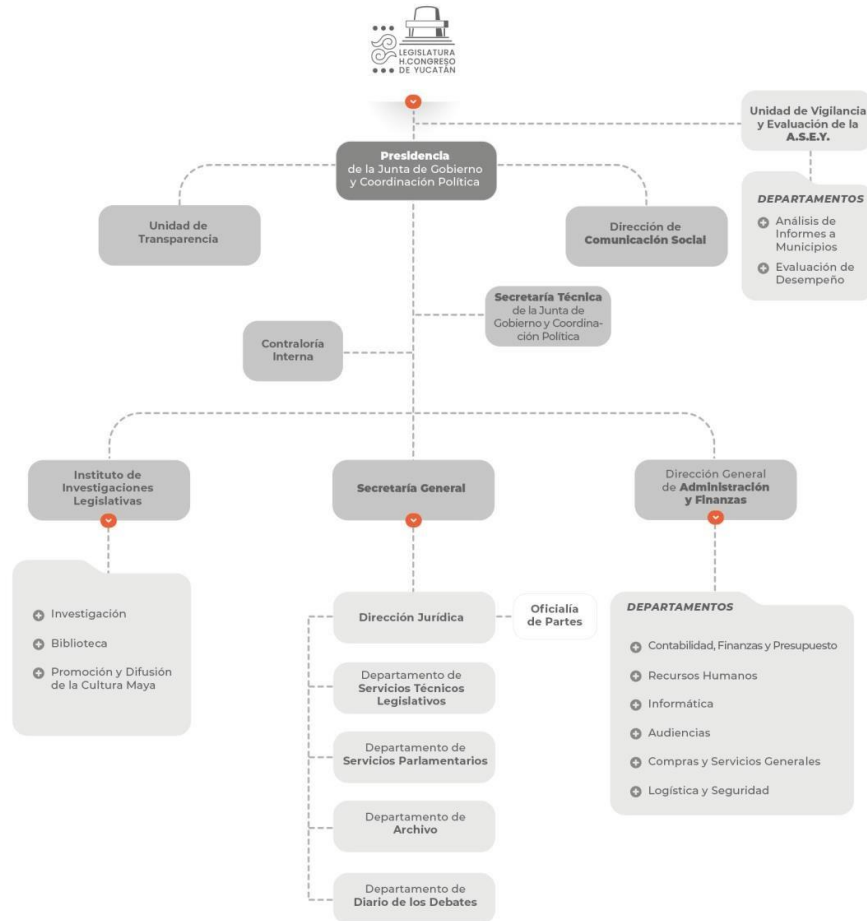 LEGISLATURA
H.CONGRESO
DE YUCATÁN
Unidad de Vigilancia
y Evaluación de la
A.S.E.Y.
Presidencia
de la Junta de Gobierno
y Coordinación Política
DEPARTAMENTOS
Análisis de
Informes a
Municipios
Evaluación de
Desempeño
Unidad de
Transparencía
Dirección de
Comunicación Social
Secretaría Técnica
de la Junta de
Gobierno y Coordina-
ción Política
Contraloría
Interna
Instituto de
Investigaciones
Legislativas
Secretaría General
Dirección General
de Administración
y Finanzas
Investigación
Biblioteca
Promoción y Difusión
de la Cultura Maya
Dirección Jurídica
Oficialía
de Partes
Departamento de
Servicios Técnicos
Legislativos
Departamento de
Servicios Parlamentarios
Departamento de
Archivo
Departamento de
Diario de los Debates
DEPARTAMENTOS
Contabilidad, Finanzas y Presupuesto
Recursos Humanos
Informática
Audiencias
Compras y Servicios Generales
Logística y Seguridad